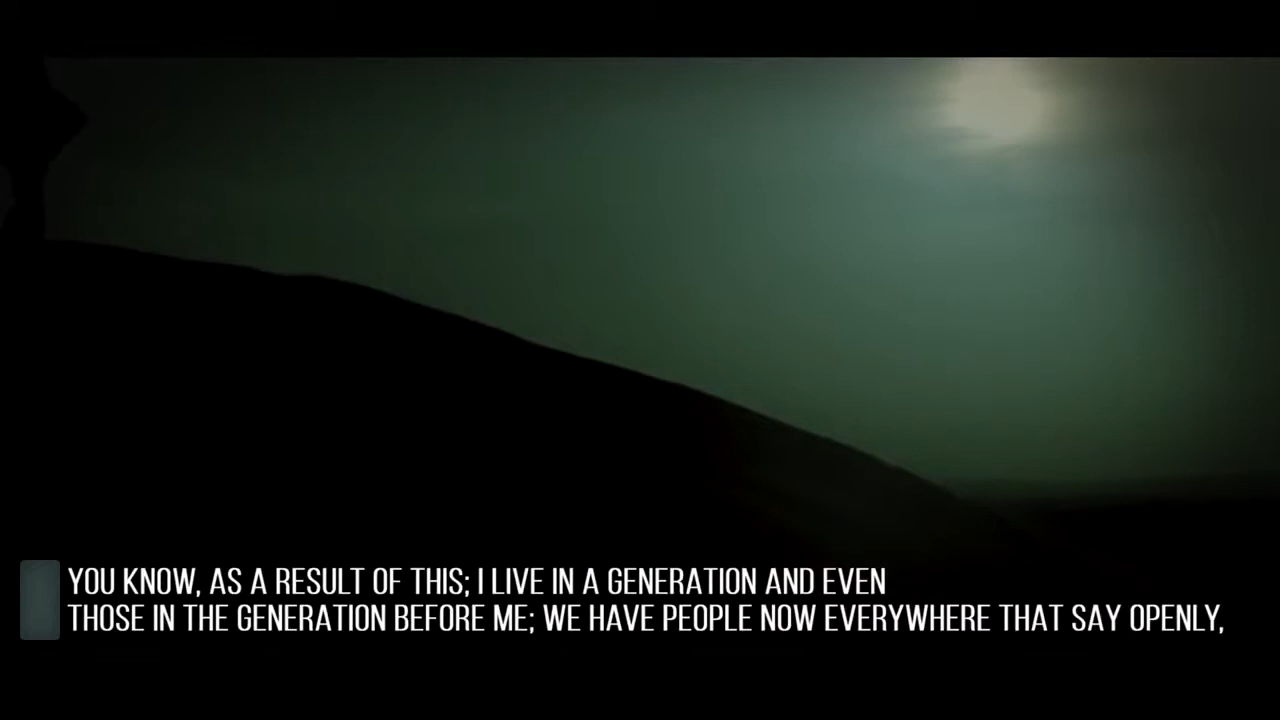 YOU KNOW, AS A RESULT OF THIS; I LIVE IN A GENERATION AND EVEN
THOSE IN THE GENERATION BEFORE ME; WE HAVE PEOPLE NOW EVERYWHERE THAT SAY OPENLY,